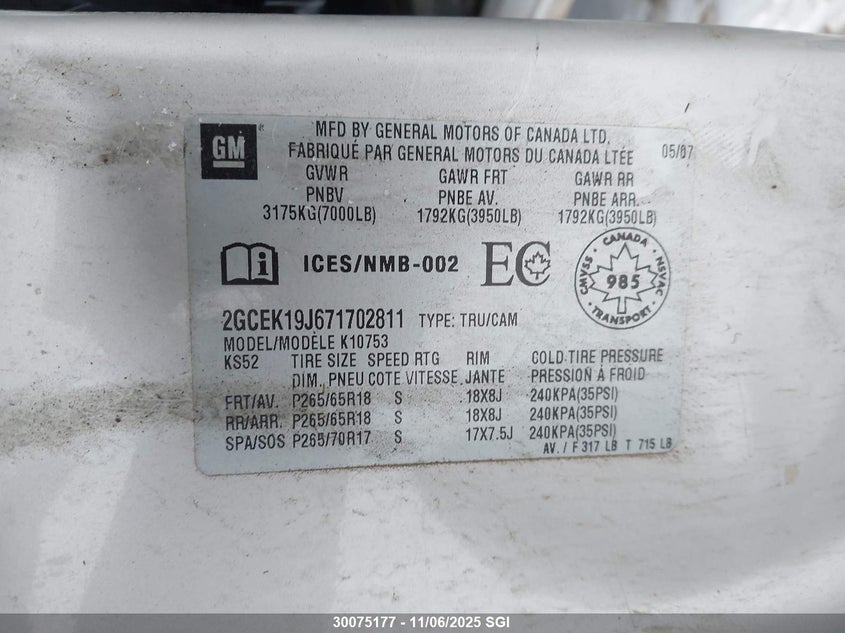 GM
MFD BY GENERAL MOTORS OF CANADA LTD.
FABRIQUÉ PAR GENERAL MOTORS DU CANADA LTÉE 05/07
GVWR GAWR FRT GAWR RR
PNBV PNBE AV. PNBE ARR.
3175KG(7000LB) 1792KG(3950LB) 1792KG(3950LB)
i ICES/NMB-002 EC
CANADA
CMVSS 985 NSVAC
TRANSPORT
2GCEK19J671702811 TYPE: TRU/CAM
MODEL/MODÈLE K10753
KS52 TIRE SIZE SPEED RTG RIM COLD TIRE PRESSURE
DIM. PNEU COTE VITESSE JANTE PRESSION À FROID
FRT/AV. P265/65R18 S 18X8J 240KPA(35PSI)
RR/ARR. P265/65R18 S 18X8J 240KPA(35PSI)
SPA/SOS P265/70R17 S 17X7.5J 240KPA(35PSI)
AV. / F 317 LB T 715 LB
30075177 - 11/06/2025 SGI